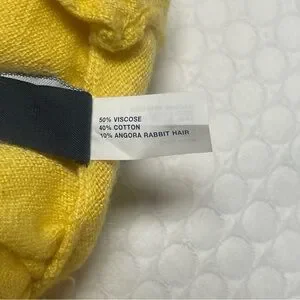 50% VISCOSE
40% COTTON
10% ANGORA RABBIT HAIR